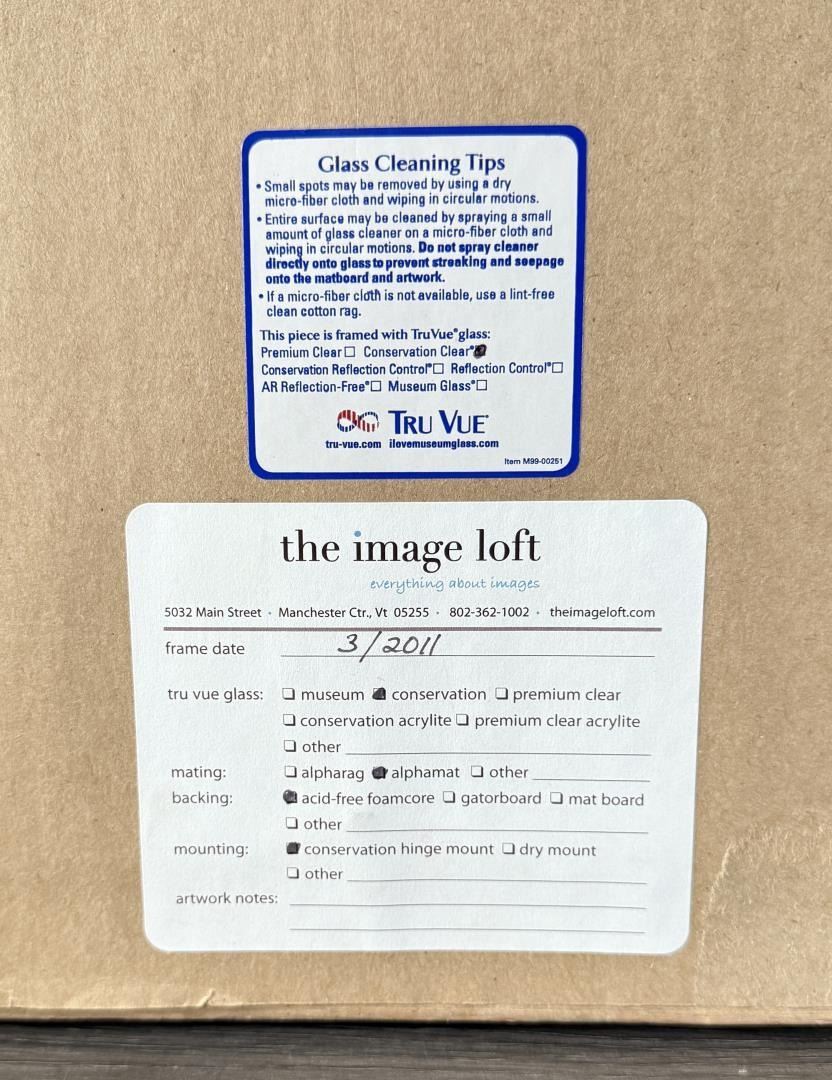 Glass Cleaning Tips
• Small spots may be removed by using a dry
micro-fiber cloth and wiping in circular motions.
• Entire surface may be cleaned by spraying a small
amount of glass cleaner on a micro-fiber cloth and
wiping in circular motions. Do not spray cleaner
directly onto glass to prevent streaking and seepage
onto the matboard and artwork.
• If a micro-fiber cloth is not available, use a lint-free
clean cotton rag.
This piece is framed with Tru Vue® glass:
Premium Clear ☐ Conservation Clear® ☑
Conservation Reflection Control® ☐ Reflection Control® ☐
AR Reflection-Free® ☐ Museum Glass® ☐
TRU VUE®
tru-vue.com ilovemuseumglass.com
Item M99-00251
the image loft
everything about images
5032 Main Street • Manchester Ctr., Vt 05255 • 802-362-1002 • theimageloft.com
frame date 3/2011
tru vue glass: ☐ museum ☑ conservation ☐ premium clear
☐ conservation acrylite ☐ premium clear acrylite
☐ other
mating: ☐ alpharag ☑ alphamat ☐ other
backing: ☑ acid-free foamcore ☐ gatorboard ☐ mat board
☐ other
mounting: ☑ conservation hinge mount ☐ dry mount
☐ other
artwork notes: